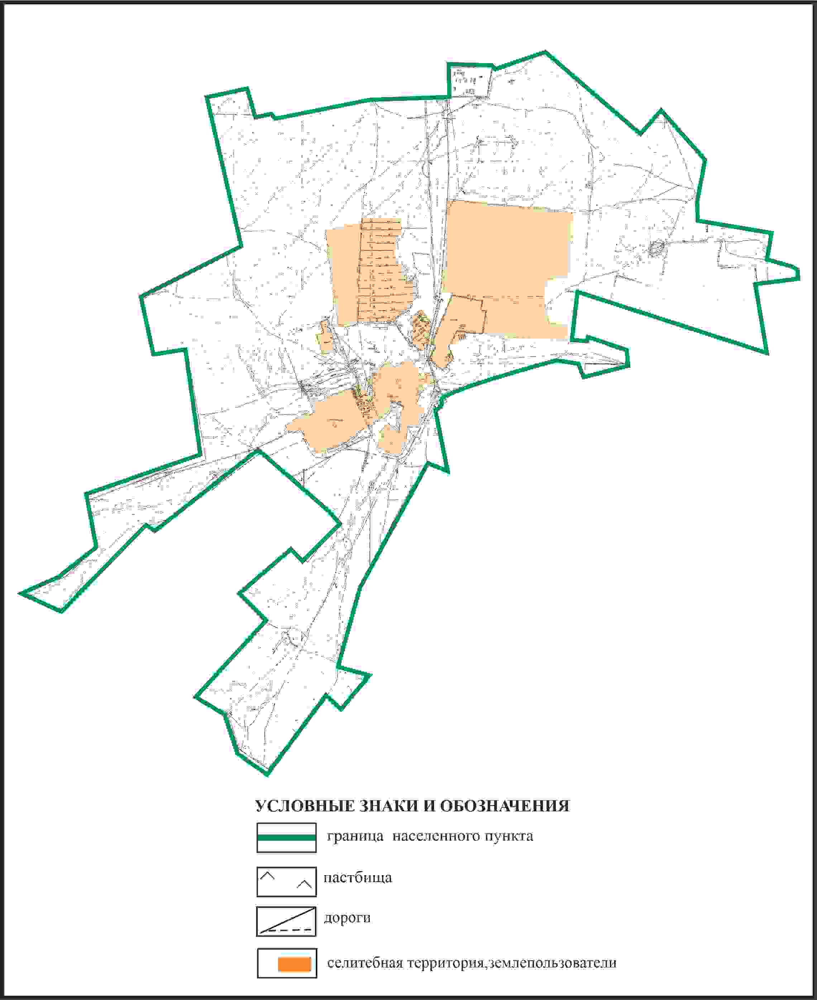 УСЛОВНЫЕ ЗНАКИ И ОБОЗНАЧЕНИЯ
граница населенного пункта
пастбища
дороги
селитебная территория,землепользователи